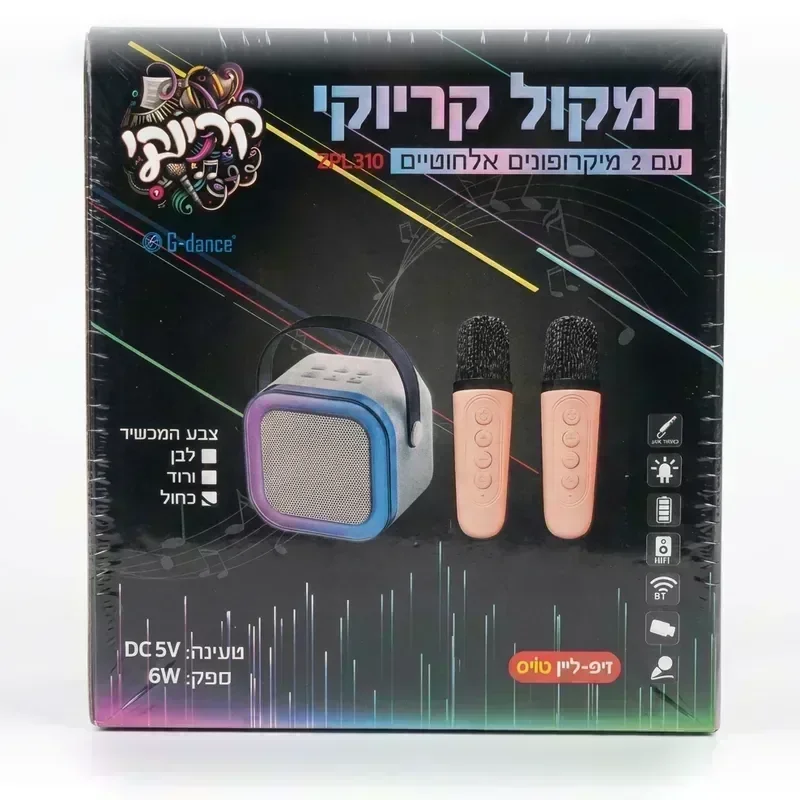 רמקול קריוקי
עם 2 מיקרופונים אלחוטיים ZPL310
קריוקי
G-dance®
צבע המכשיר
לבן
ורוד
כחול
HIFI
BT
טעינה: DC 5V
ספק: 6W
זיפ-ליין טויס